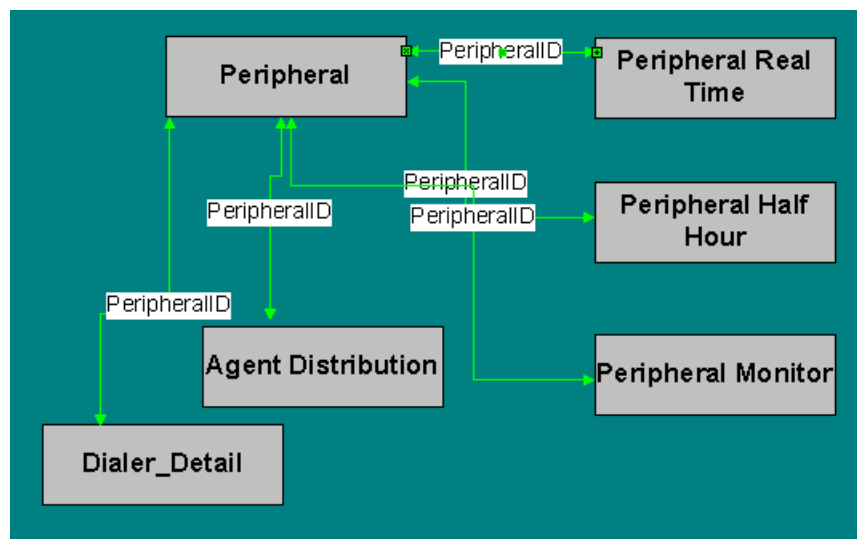 Peripheral
PeripheralID
Peripheral Real
Time
PeripheralID
PeripheralID
PeripheralID
Peripheral Half
Hour
PeripheralID
Agent Distribution
Peripheral Monitor
Dialer_Detail